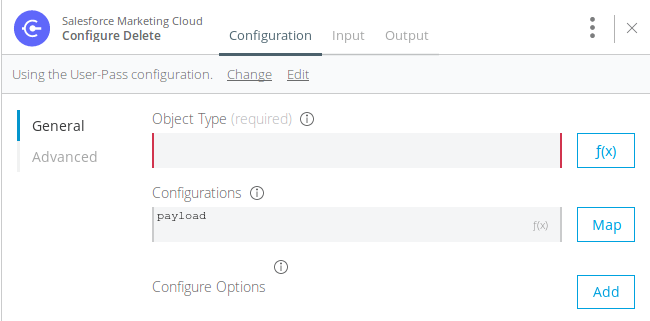 Salesforce Marketing Cloud
Configure Delete
Configuration Input Output
Using the User-Pass configuration. Change Edit
General
Advanced
Object Type (required)
ƒ(x)
Configurations
payload
ƒ(x)
Map
Configure Options
Add